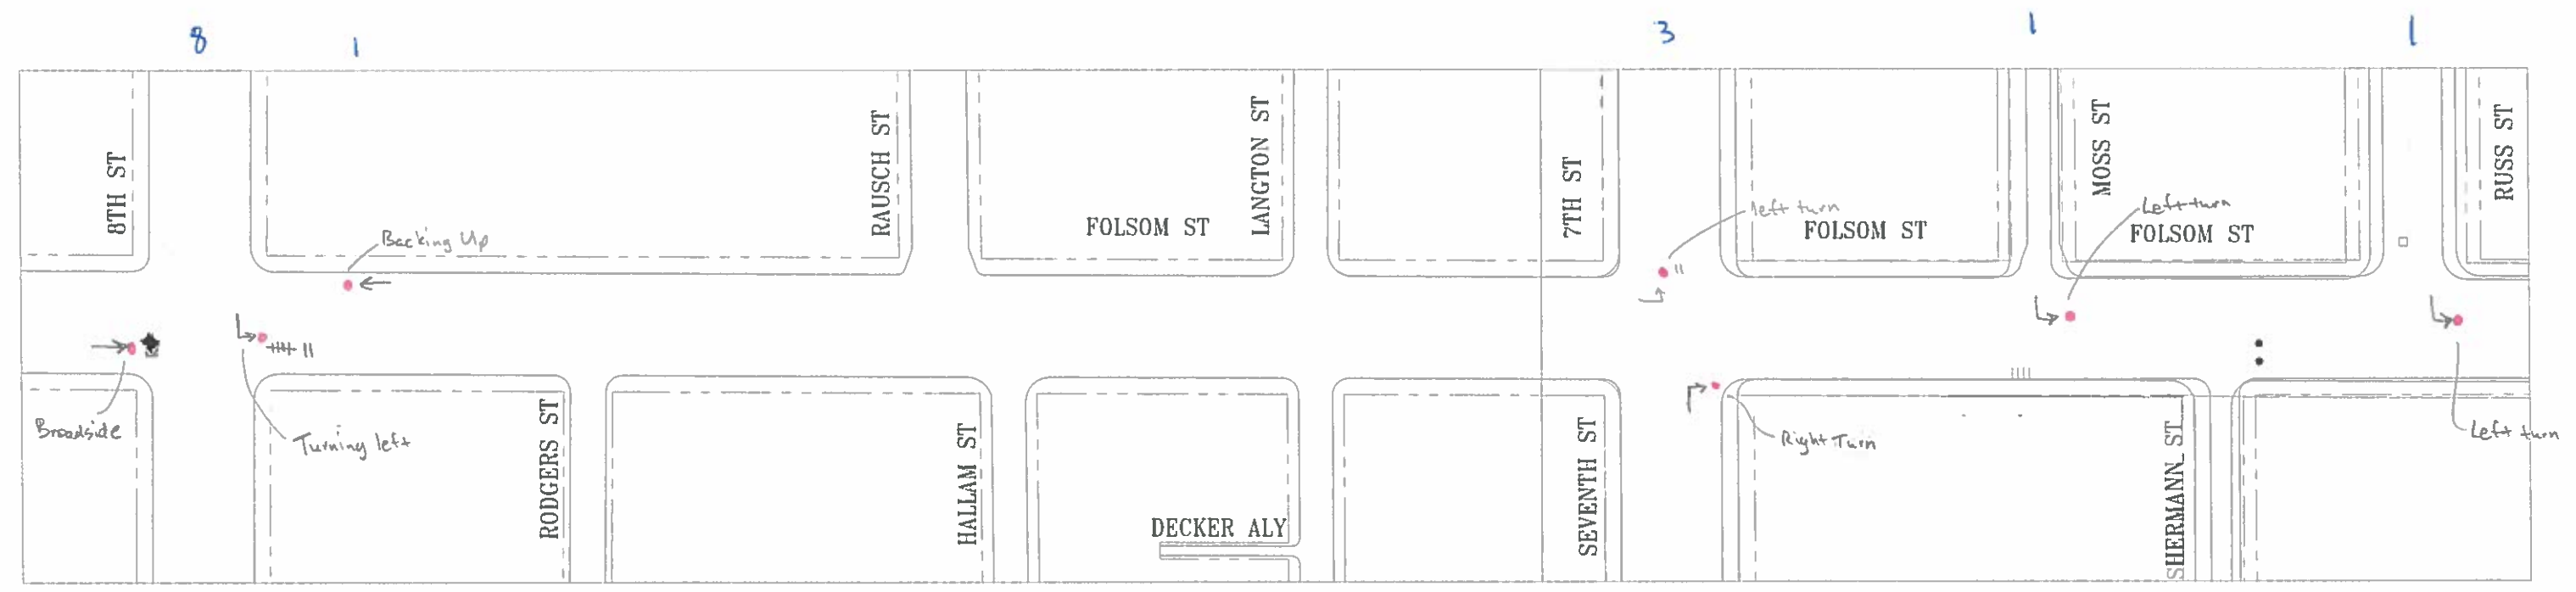 8
1
3
1
1
8TH ST
RAUSCH ST
LANGTON ST
7TH ST
MOSS ST
RUSS ST
FOLSOM ST
FOLSOM ST
FOLSOM ST
Backing Up
left turn
Left turn
Broadside
Turning left
Right Turn
Left turn
RODGERS ST
HALLAM ST
DECKER ALY
SEVENTH ST
SHERMANN ST